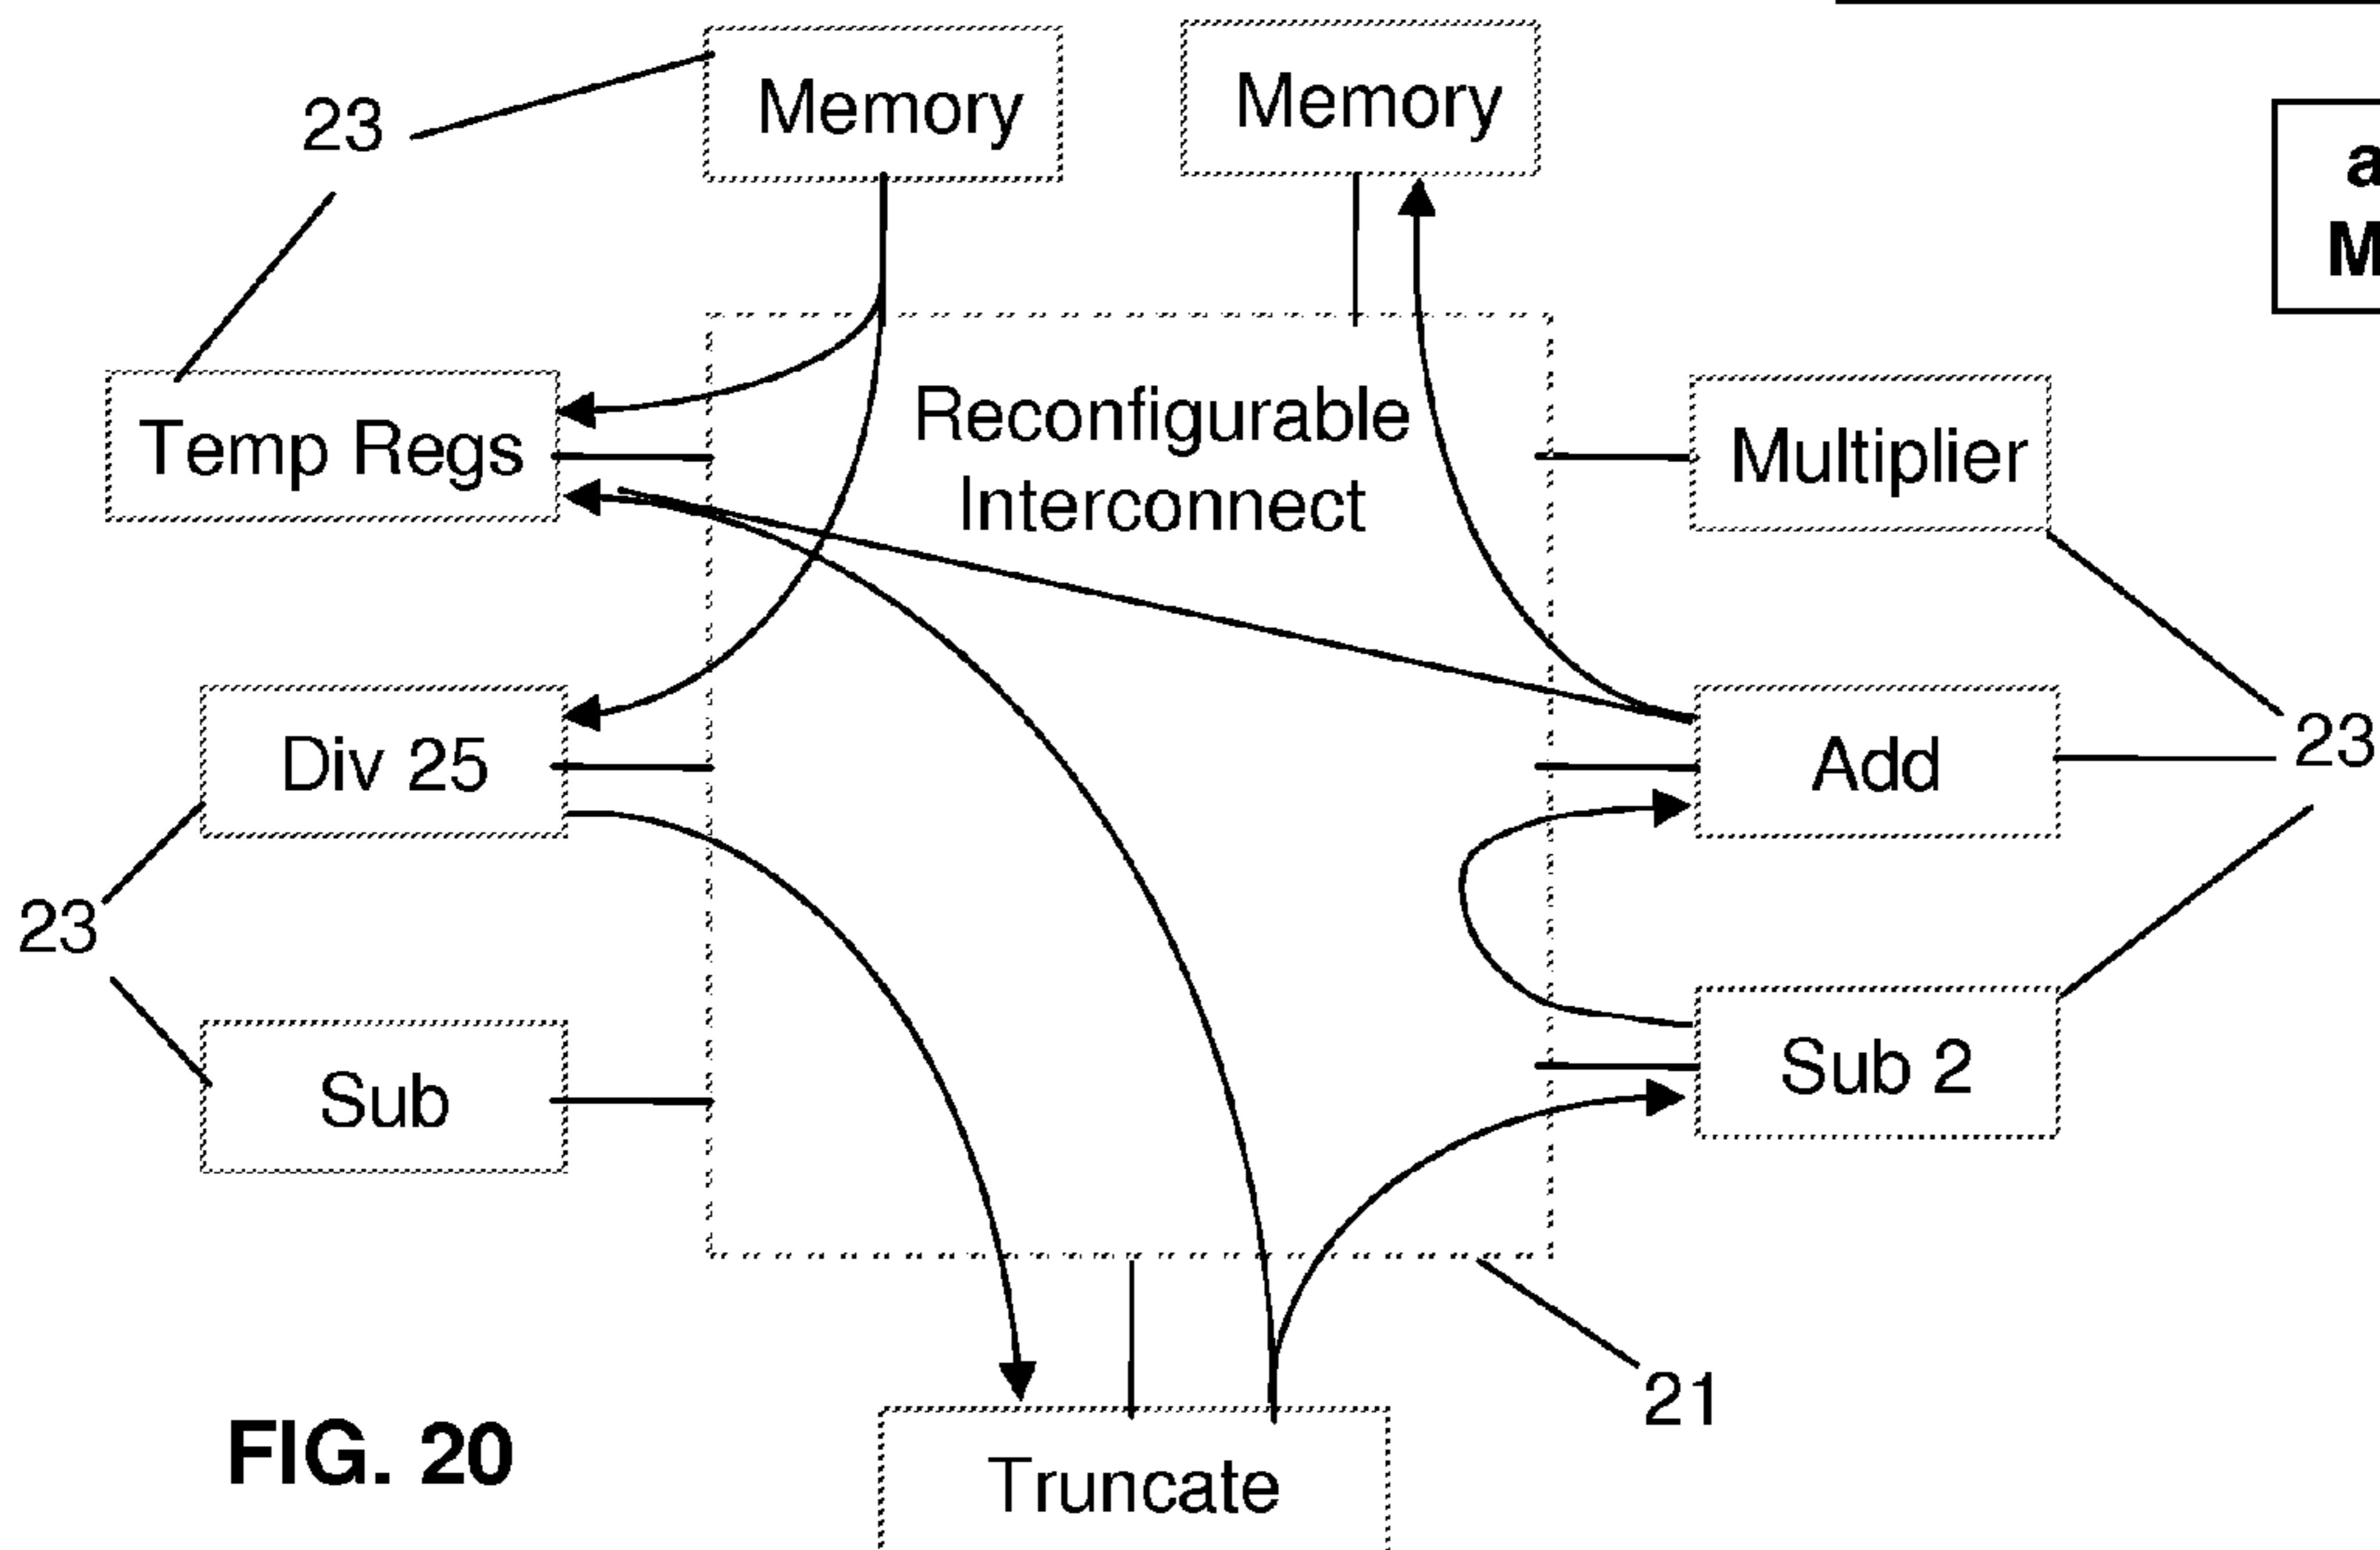 Memory
Memory
23
a
M
Reconfigurable
Interconnect
Temp Regs
Multiplier
Div 25
Add
23
23
Sub
Sub 2
21
FIG. 20
Truncate